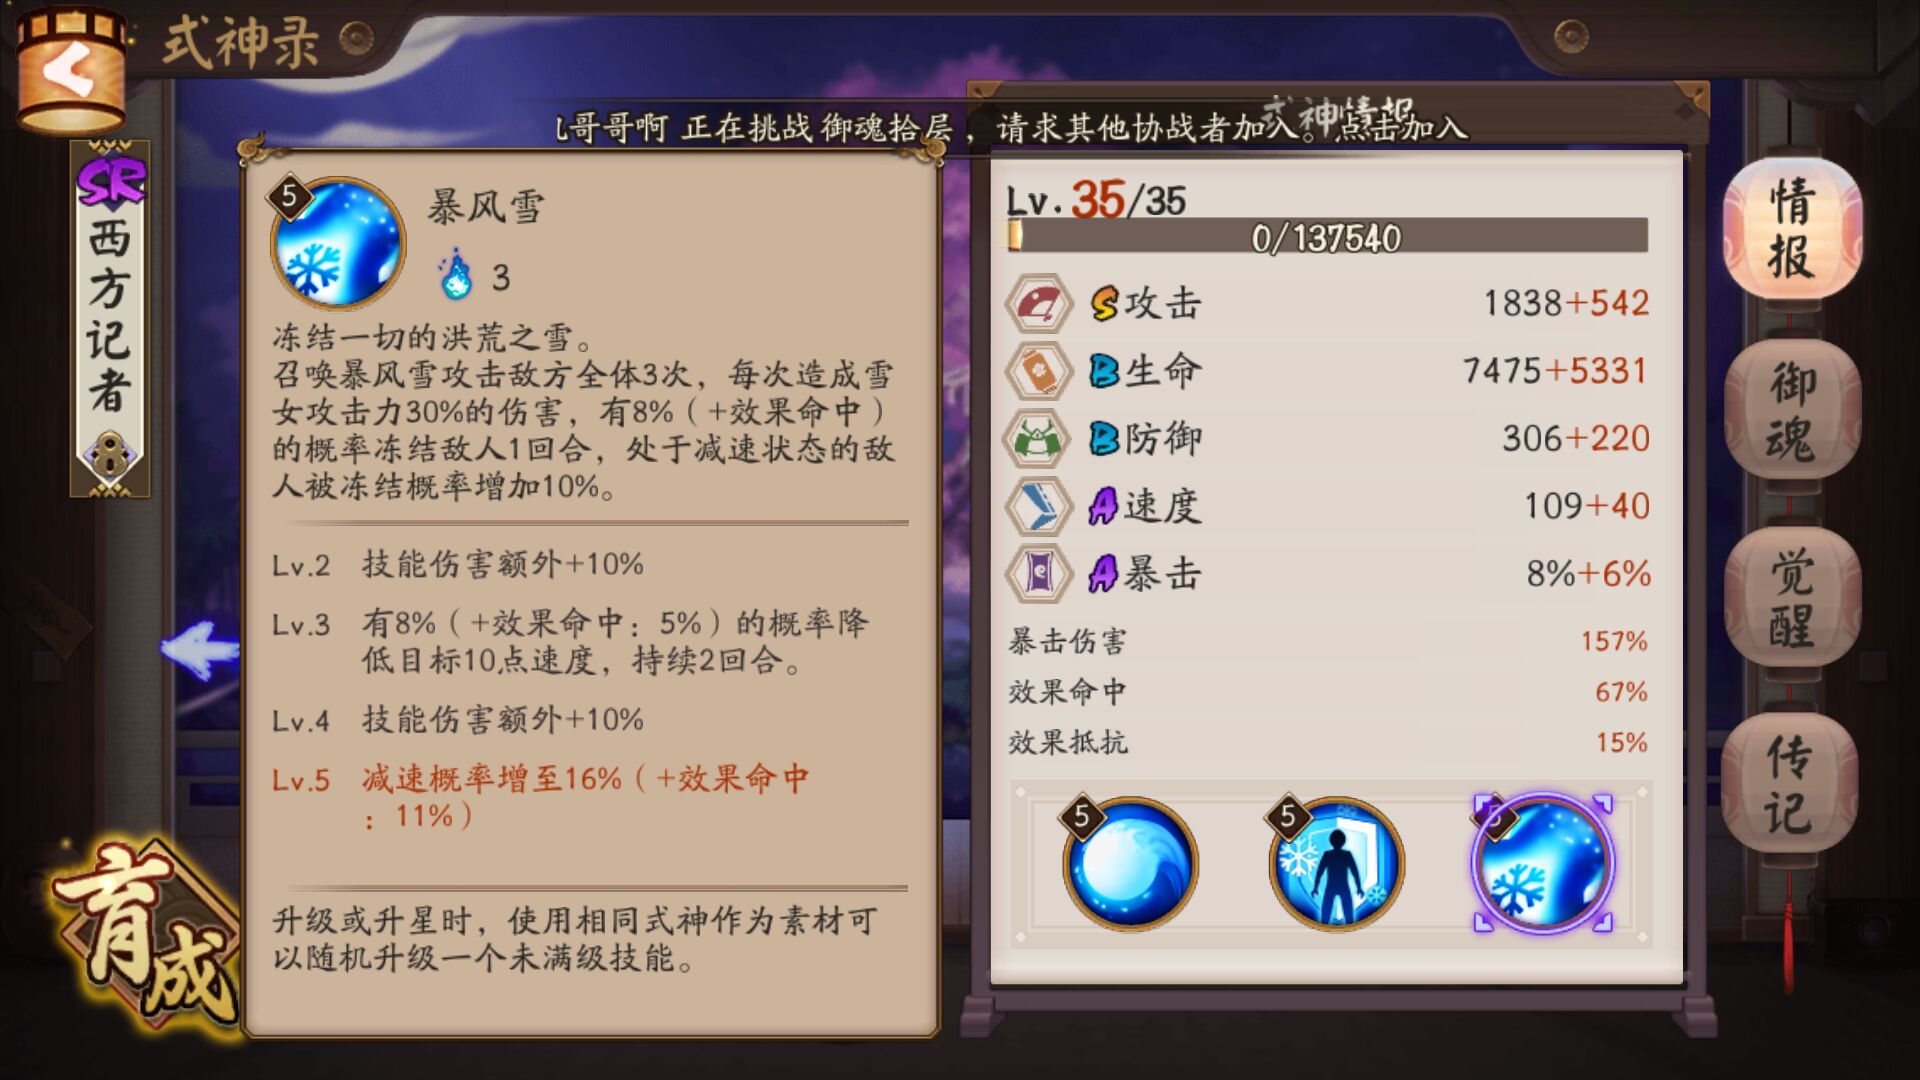 式神录
式神情报
哥哥啊 正在挑战 御魂拾层，请求其他协战者加入。点击加入
SR
西方记者
5
暴风雪
3
冻结一切的洪荒之雪。
召唤暴风雪攻击敌方全体3次，每次造成雪
女攻击力30%的伤害，有8%（+效果命中）
的概率冻结敌人1回合，处于减速状态的敌
人被冻结概率增加10%。
Lv.2 技能伤害额外+10%
Lv.3 有8%（+效果命中：5%）的概率降
低目标10点速度，持续2回合。
Lv.4 技能伤害额外+10%
Lv.5 减速概率增至16%（+效果命中
：11%）
升级或升星时，使用相同式神作为素材可
以随机升级一个未满级技能。
育成
Lv.35/35
0/137540
S攻击 1838+542
B生命 7475+5331
B防御 306+220
A速度 109+40
A暴击 8%+6%
暴击伤害 157%
效果命中 67%
效果抵抗 15%
5 5 5
情报
御魂
觉醒
传记